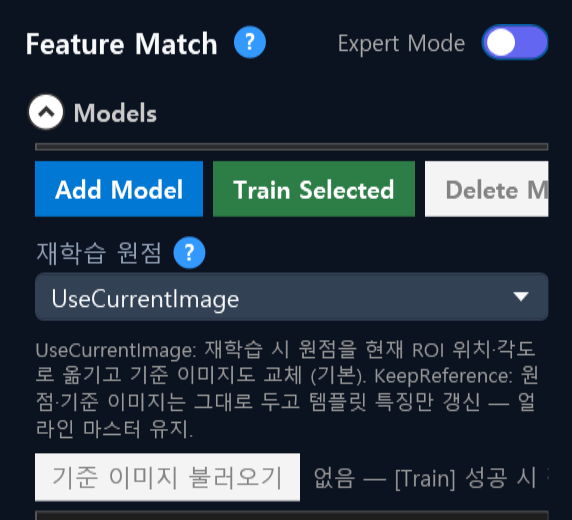 Feature Match ? Expert Mode
Models
Add Model Train Selected Delete M
재학습 원점 ?
UseCurrentImage
UseCurrentImage: 재학습 시 원점을 현재 ROI 위치·각도
로 옮기고 기준 이미지도 교체 (기본). KeepReference: 원
점·기준 이미지는 그대로 두고 템플릿 특징만 갱신 — 얼
라인 마스터 유지.
기준 이미지 불러오기 없음 — [Train] 성공 시